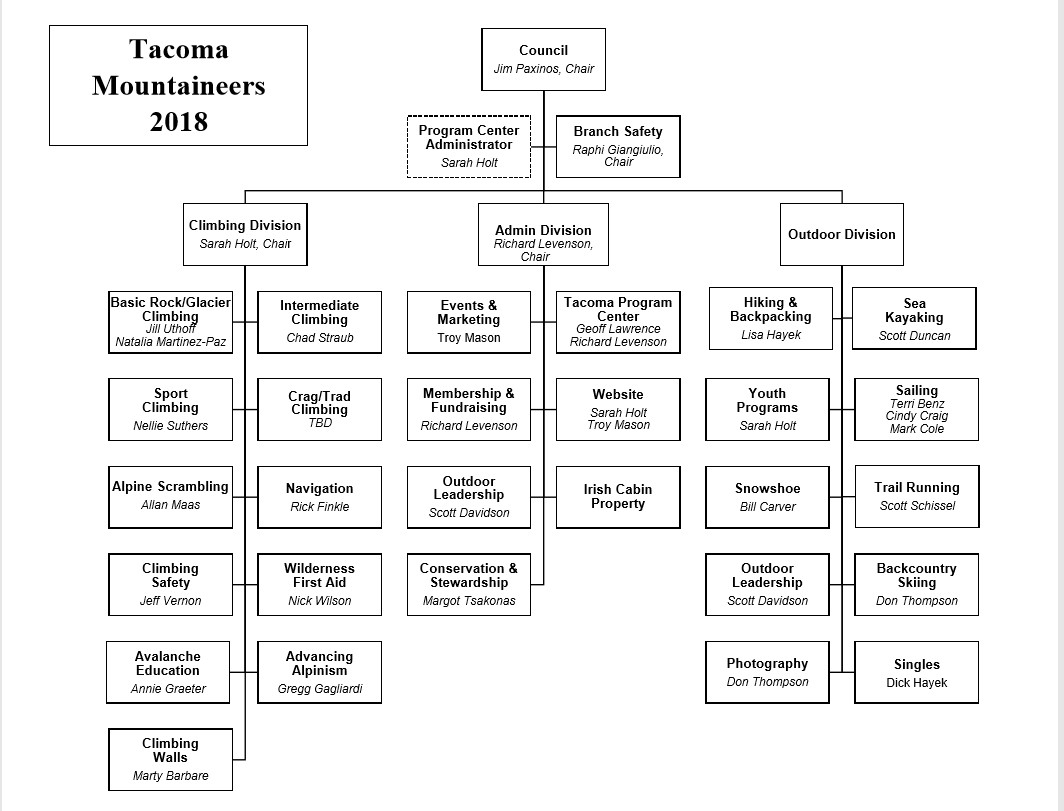 Tacoma
Mountaineers
2018
Council
Jim Paxinos, Chair
Program Center
Administrator
Sarah Holt
Branch Safety
Raphi Giangiulio,
Chair
Climbing Division
Sarah Holt, Chair
Admin Division
Richard Levenson,
Chair
Outdoor Division
Basic Rock/Glacier
Climbing
Jill Uthoff
Natalia Martinez-Paz
Intermediate
Climbing
Chad Straub
Events &
Marketing
Troy Mason
Tacoma Program
Center
Geoff Lawrence
Richard Levenson
Hiking &
Backpacking
Lisa Hayek
Sea
Kayaking
Scott Duncan
Sport
Climbing
Nellie Suthers
Crag/Trad
Climbing
TBD
Membership &
Fundraising
Richard Levenson
Website
Sarah Holt
Troy Mason
Youth
Programs
Sarah Holt
Sailing
Terri Benz
Cindy Craig
Mark Cole
Alpine Scrambling
Allan Maas
Navigation
Rick Finkle
Outdoor
Leadership
Scott Davidson
Irish Cabin
Property
Snowshoe
Bill Carver
Trail Running
Scott Schissel
Climbing
Safety
Jeff Vernon
Wilderness
First Aid
Nick Wilson
Conservation &
Stewardship
Margot Tsakonas
Outdoor
Leadership
Scott Davidson
Backcountry
Skiing
Don Thompson
Avalanche
Education
Annie Graeter
Advancing
Alpinism
Gregg Gagliardi
Photography
Don Thompson
Singles
Dick Hayek
Climbing
Walls
Marty Barbare